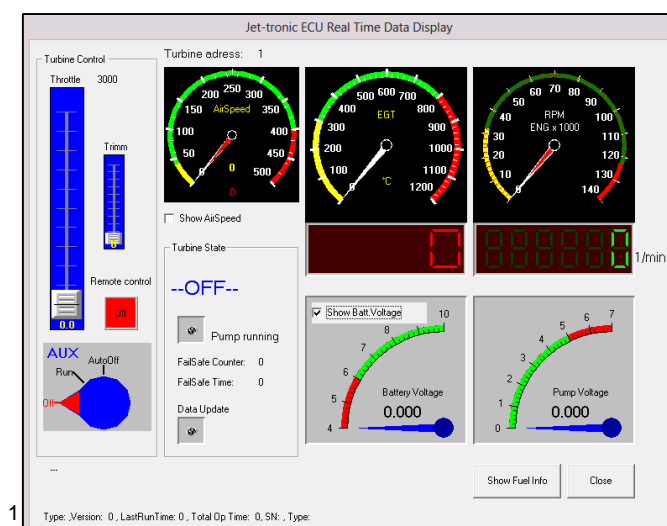 Jet-tronic ECU Real Time Data Display
Turbine Control
Throttle 3000
Trimm
0
0.0
Remote control
Off
AUX
AutoOff
Run
Off
Turbine adress: 1
0 50 100 150 200 250 300 350 400 450 500
AirSpeed
0
0
Show AirSpeed
Turbine State
--OFF--
Pump running
FailSafe Counter: 0
FailSafe Time: 0
Data Update
0 100 200 300 400 500 600 700 800 900 1000 1100 1200
EGT
°C
0
0 10 20 30 40 50 60 70 80 90 100 110 120 130 140
RPM
ENG x 1000
0 1/min
Show Batt.Voltage
4 5 6 7 8 9 10
Battery Voltage
0.000
0 1 2 3 4 5 6 7
Pump Voltage
0.000
...
Show Fuel Info
Close
1
Type: ,Version: 0 , LastRunTime: 0 , Total Op Time: 0, SN: , Type: